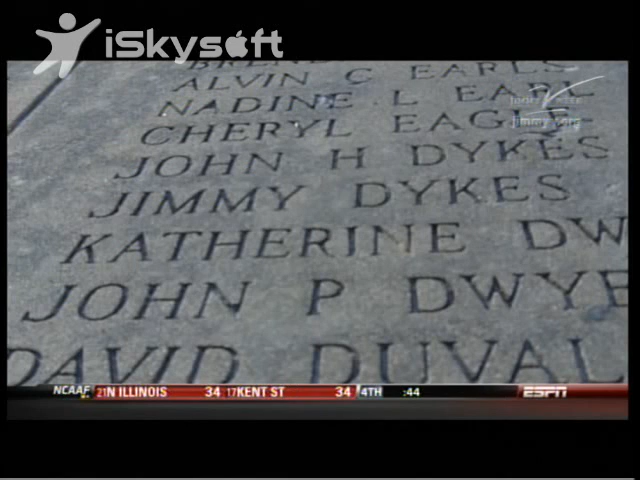 iSkysoft
ALVIN C EARLS
NADINE L EARL
CHERYL EAGLE
JOHN H DYKES
JIMMY DYKES
KATHERINE DW
JOHN P DWYE
DAVID DUVAL
NCAAF 21 N ILLINOIS 34 17 KENT ST 34 4TH :44 ESPN